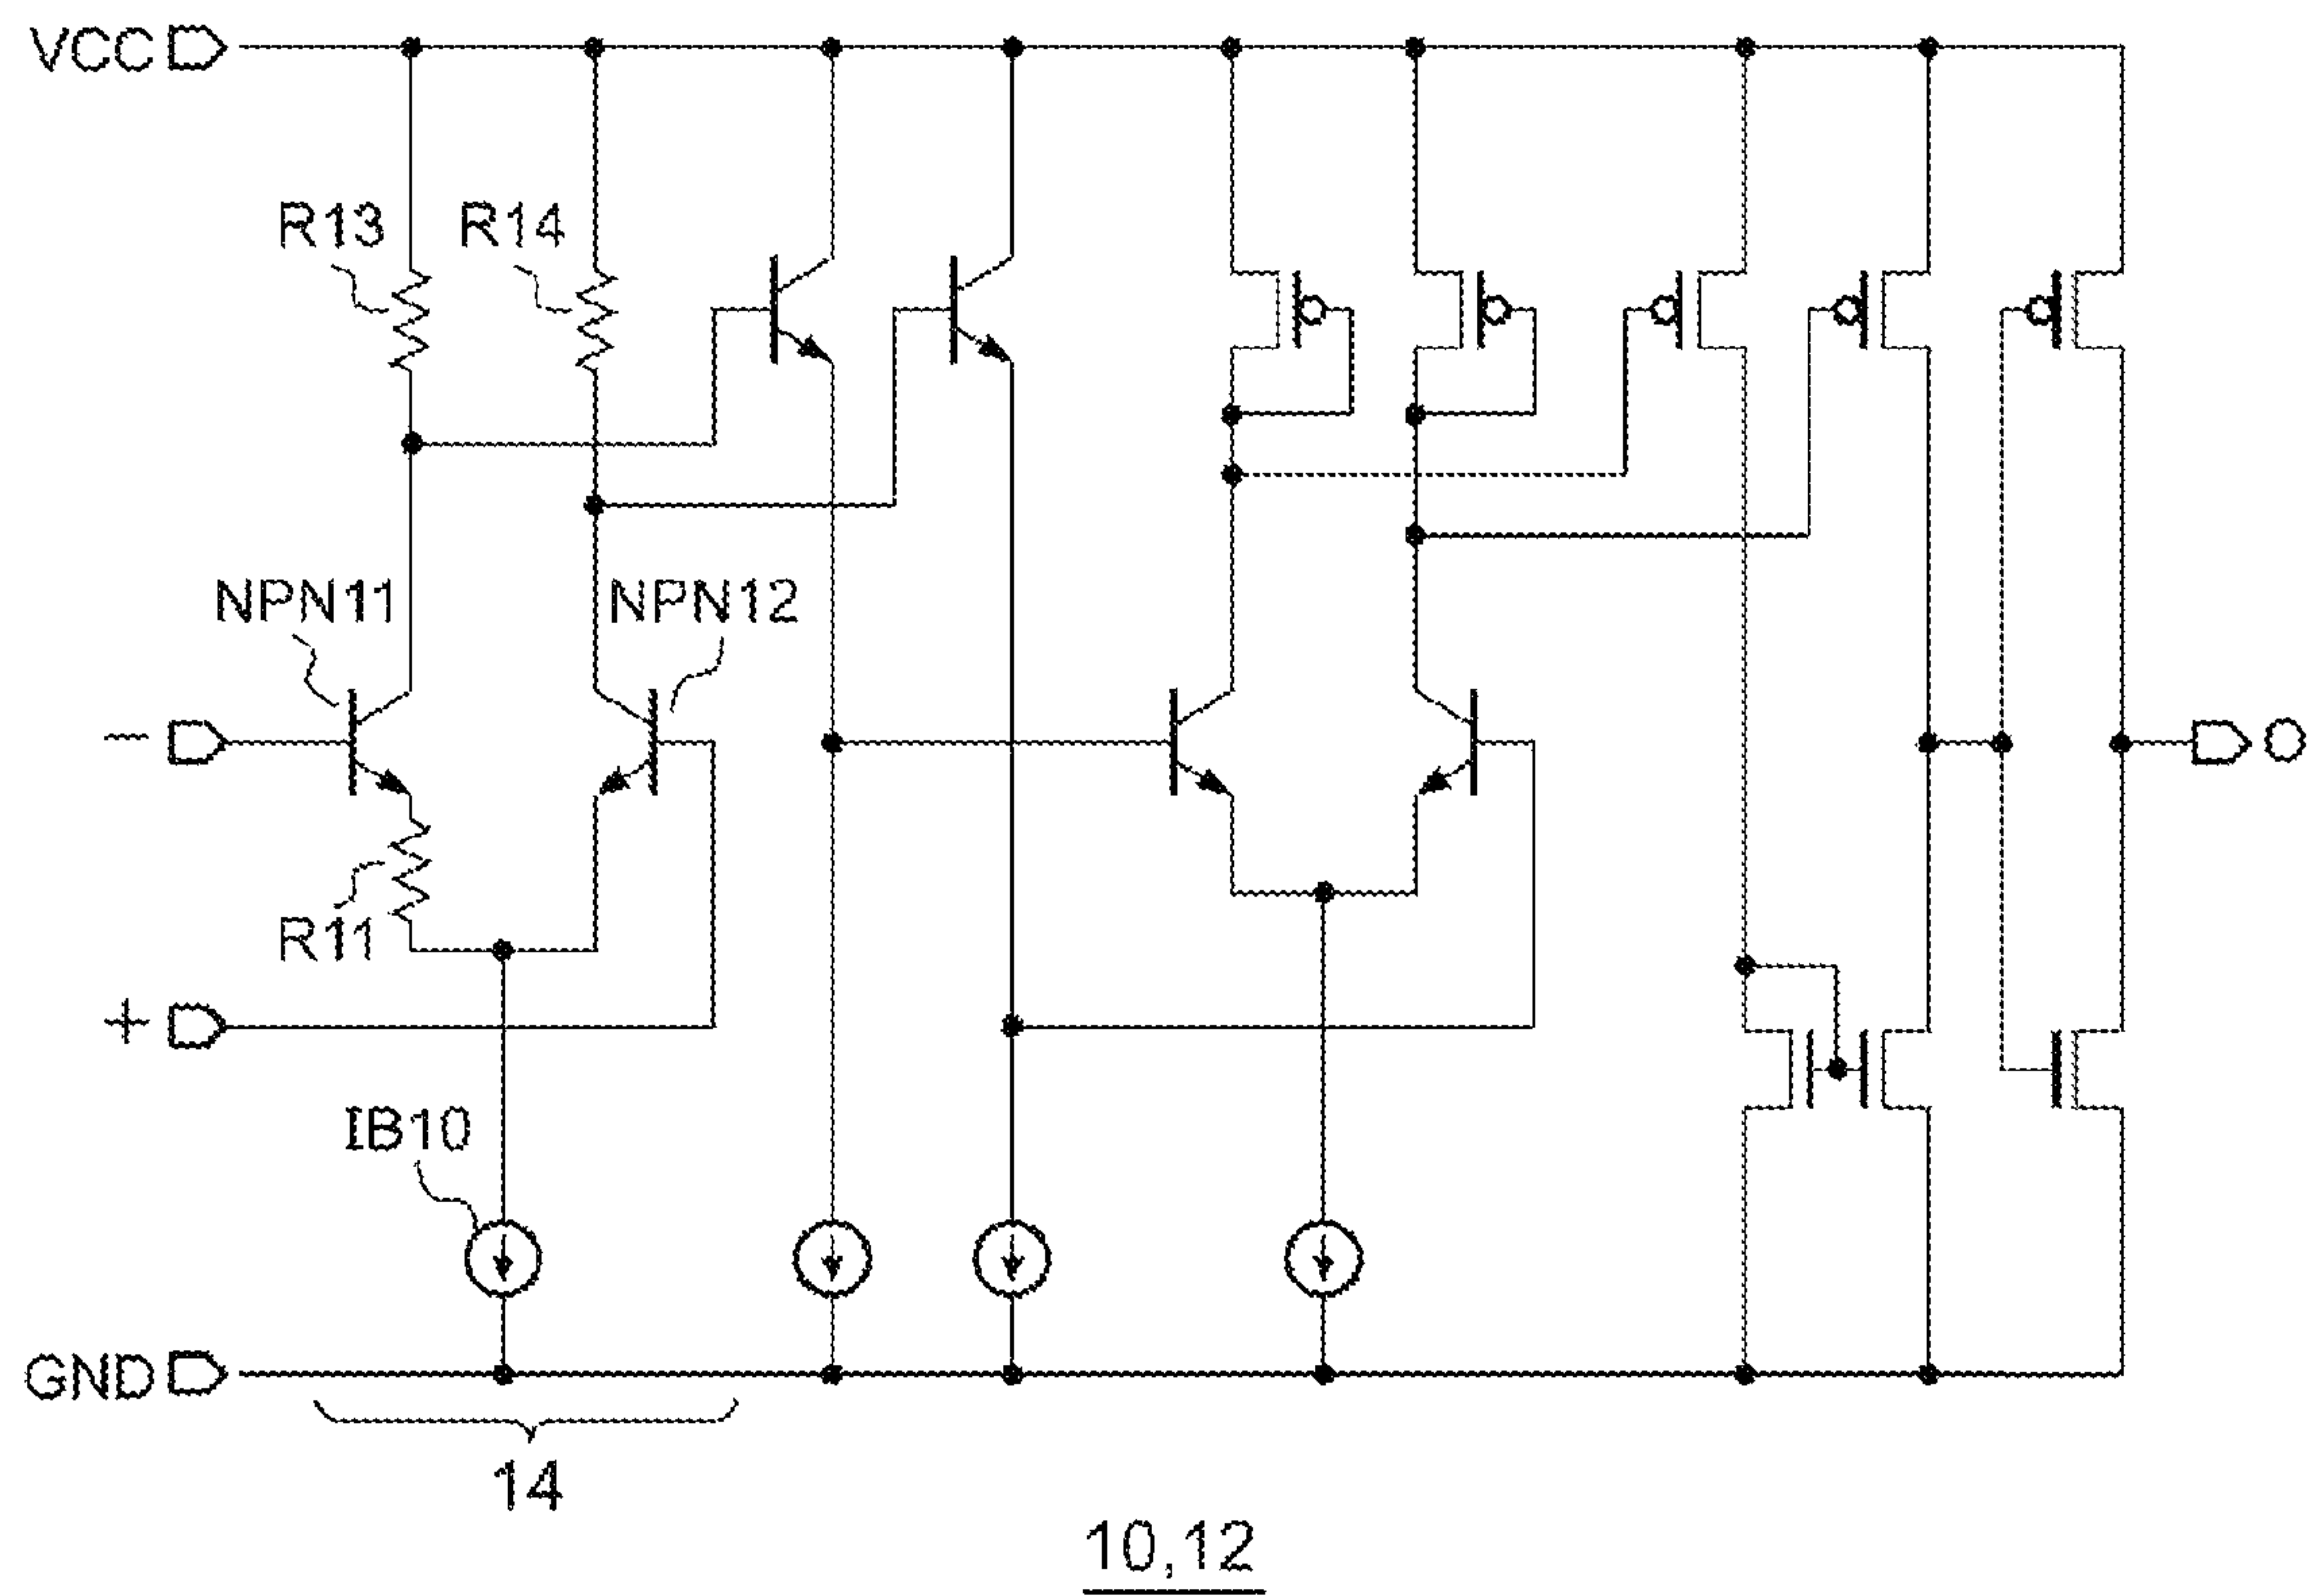 VCC
R13 R14
NPN11 NPN12
− O
R11
+
IB10
GND
14
10,12